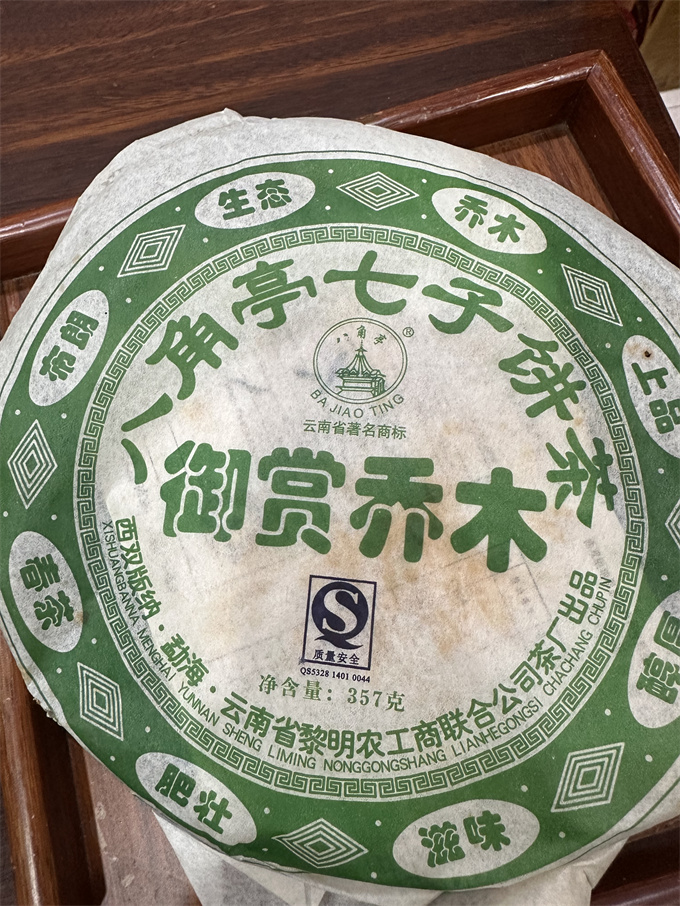 生态
乔木
上品
醇厚
滋味
肥壮
春茶
布朗
八角亭七子饼茶
八角亭
®
BA JIAO TING
云南省著名商标
御赏乔木
QS
质量安全
QS5328 1401 0044
净含量：357克
西双版纳·勐海·云南省黎明农工商联合公司茶厂出品
XISHUANGBANNA MENGHAI YUNNAN SHENG LIMING NONGGONGSHANG LIANHEGONGSI CHACHANG CHUPIN